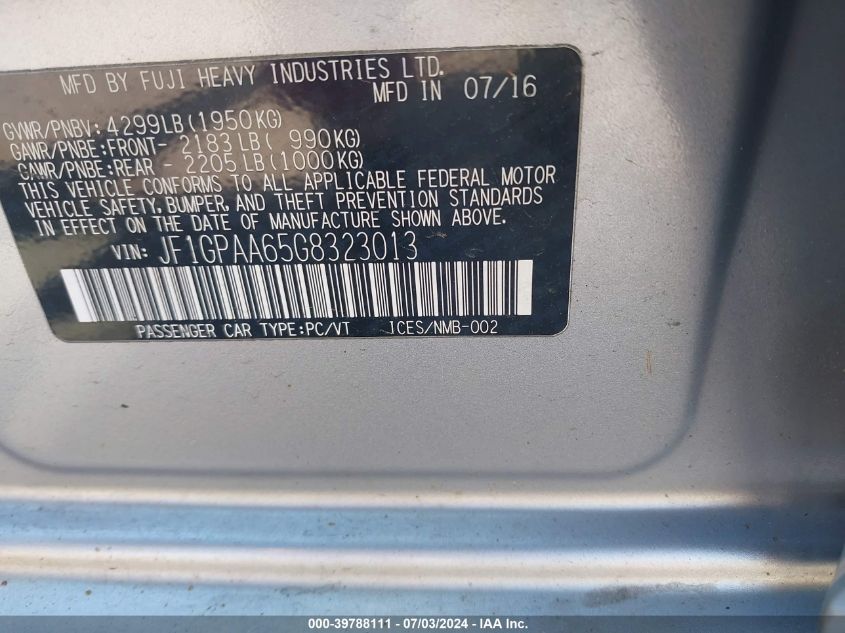 MFD BY FUJI HEAVY INDUSTRIES LTD.
MFD IN 07/16
GVWR/PNBV: 4299LB(1950KG)
GAWR/PNBE:FRONT- 2183LB( 990KG)
GAWR/PNBE:REAR - 2205LB(1000KG)
THIS VEHICLE CONFORMS TO ALL APPLICABLE FEDERAL MOTOR
VEHICLE SAFETY, BUMPER, AND THEFT PREVENTION STANDARDS
IN EFFECT ON THE DATE OF MANUFACTURE SHOWN ABOVE.
VIN: JF1GPAA65G8323013
PASSENGER CAR TYPE:PC/VT ICES/NMB-002
000-39788111 - 07/03/2024 - IAA Inc.